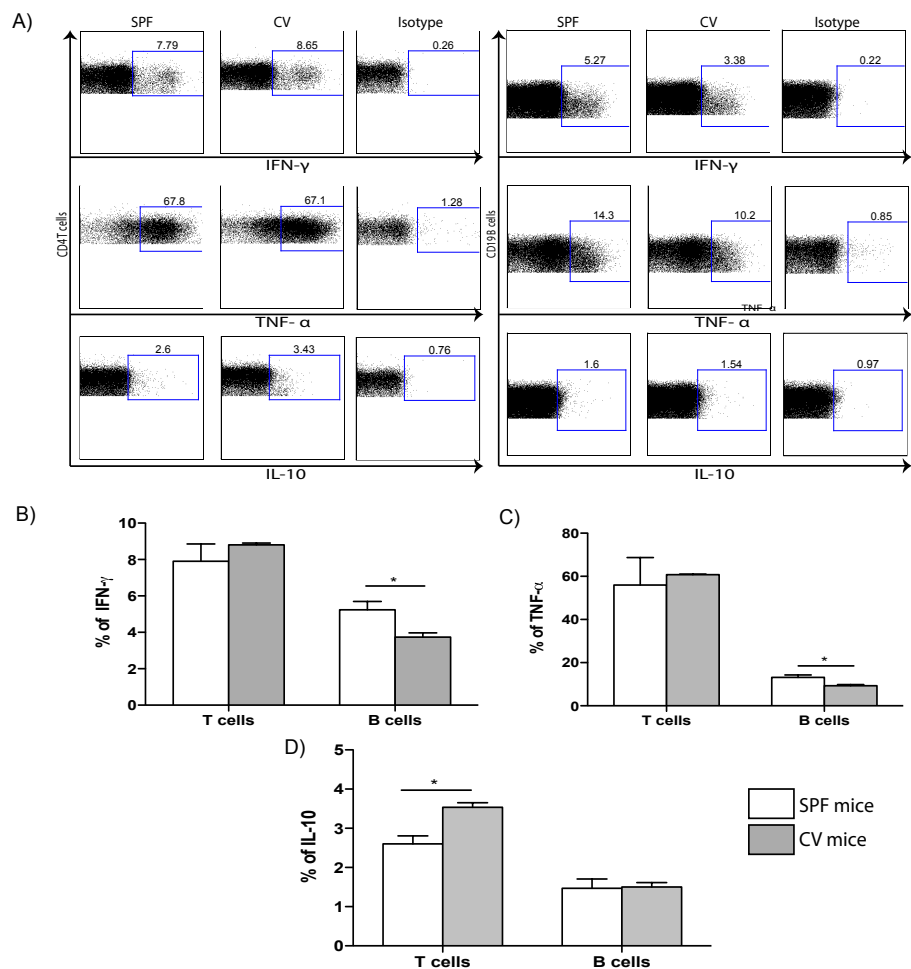 A)
SPF CV Isotype
7.79 8.65 0.26
IFN-γ
67.8 67.1 1.28
TNF- α
2.6 3.43 0.76
IL-10
CD4T cells
SPF CV Isotype
5.27 3.38 0.22
IFN-γ
14.3 10.2 0.85
TNF- α
TNF- α
1.6 1.54 0.97
IL-10
CD19B cells
B)
% of IFN-γ
10
8
6
4
2
0
*
T cells B cells
C)
% of TNF-α
80
60
40
20
0
*
T cells B cells
D)
% of IL-10
5
4
3
2
1
0
*
T cells B cells
SPF mice
CV mice